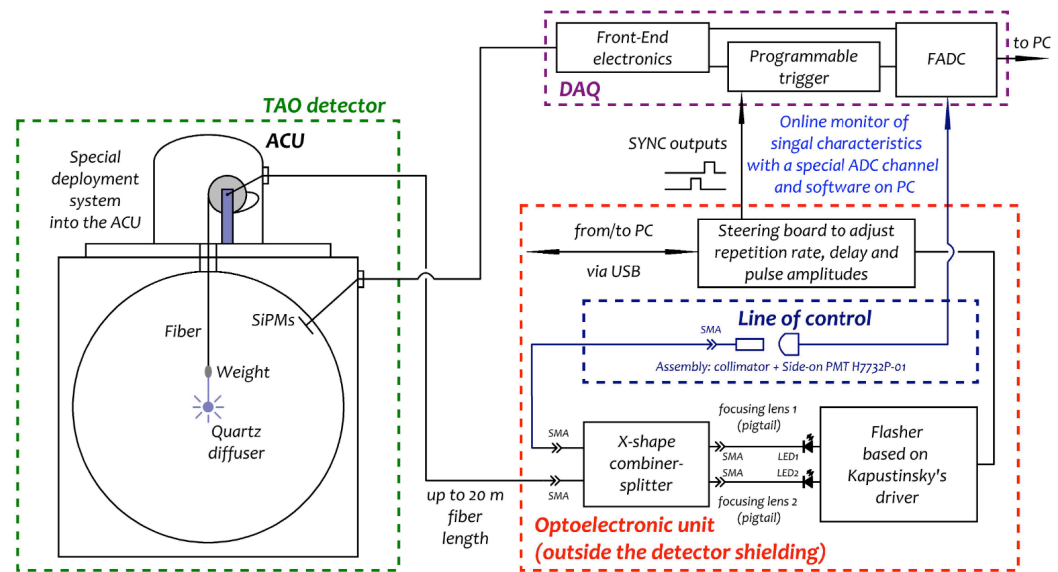 Front-End
electronics
Programmable
trigger
FADC
to PC
DAQ
TAO detector
ACU
Special
deployment
system
into the ACU
SYNC outputs
Online monitor of
singal characteristics
with a special ADC channel
and software on PC
from/to PC
via USB
Steering board to adjust
repetition rate, delay and
pulse amplitudes
SiPMs
Fiber
Weight
Quartz
diffuser
Line of control
SMA
Assembly: collimator + Side-on PMT H7732P-01
SMA
SMA
X-shape
combiner-
splitter
focusing lens 1
(pigtail)
SMA
LED1
SMA
LED2
focusing lens 2
(pigtail)
Flasher
based on
Kapustinsky's
driver
up to 20 m
fiber
length
Optoelectronic unit
(outside the detector shielding)